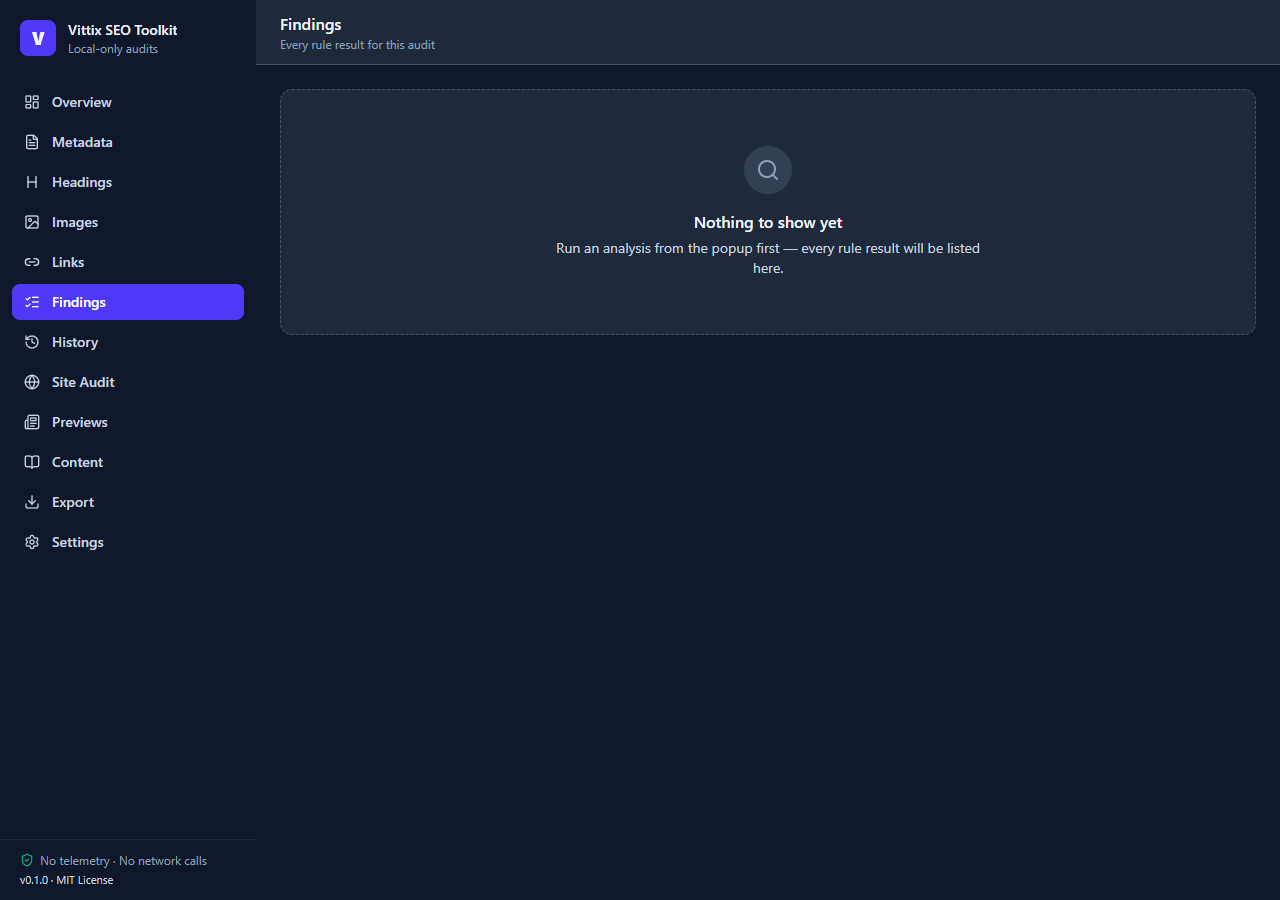 V
Vittix SEO Toolkit
Local-only audits
Overview
Metadata
Headings
Images
Links
Findings
History
Site Audit
Previews
Content
Export
Settings
No telemetry · No network calls
v0.1.0 · MIT License
Findings
Every rule result for this audit
Nothing to show yet
Run an analysis from the popup first — every rule result will be listed
here.